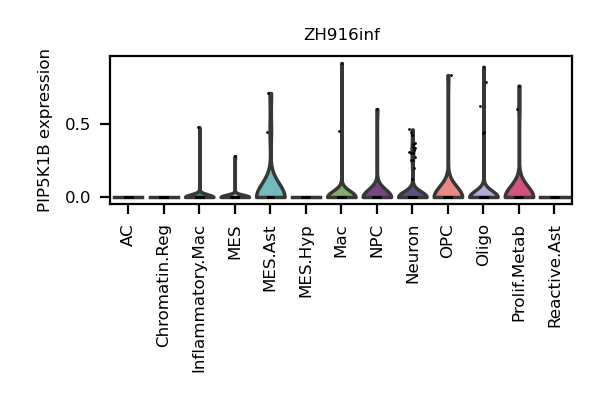 ZH916inf
PIP5K1B expression
0.5
0.0
AC
Chromatin.Reg
Inflammatory.Mac
MES
MES.Ast
MES.Hyp
Mac
NPC
Neuron
OPC
Oligo
Prolif.Metab
Reactive.Ast